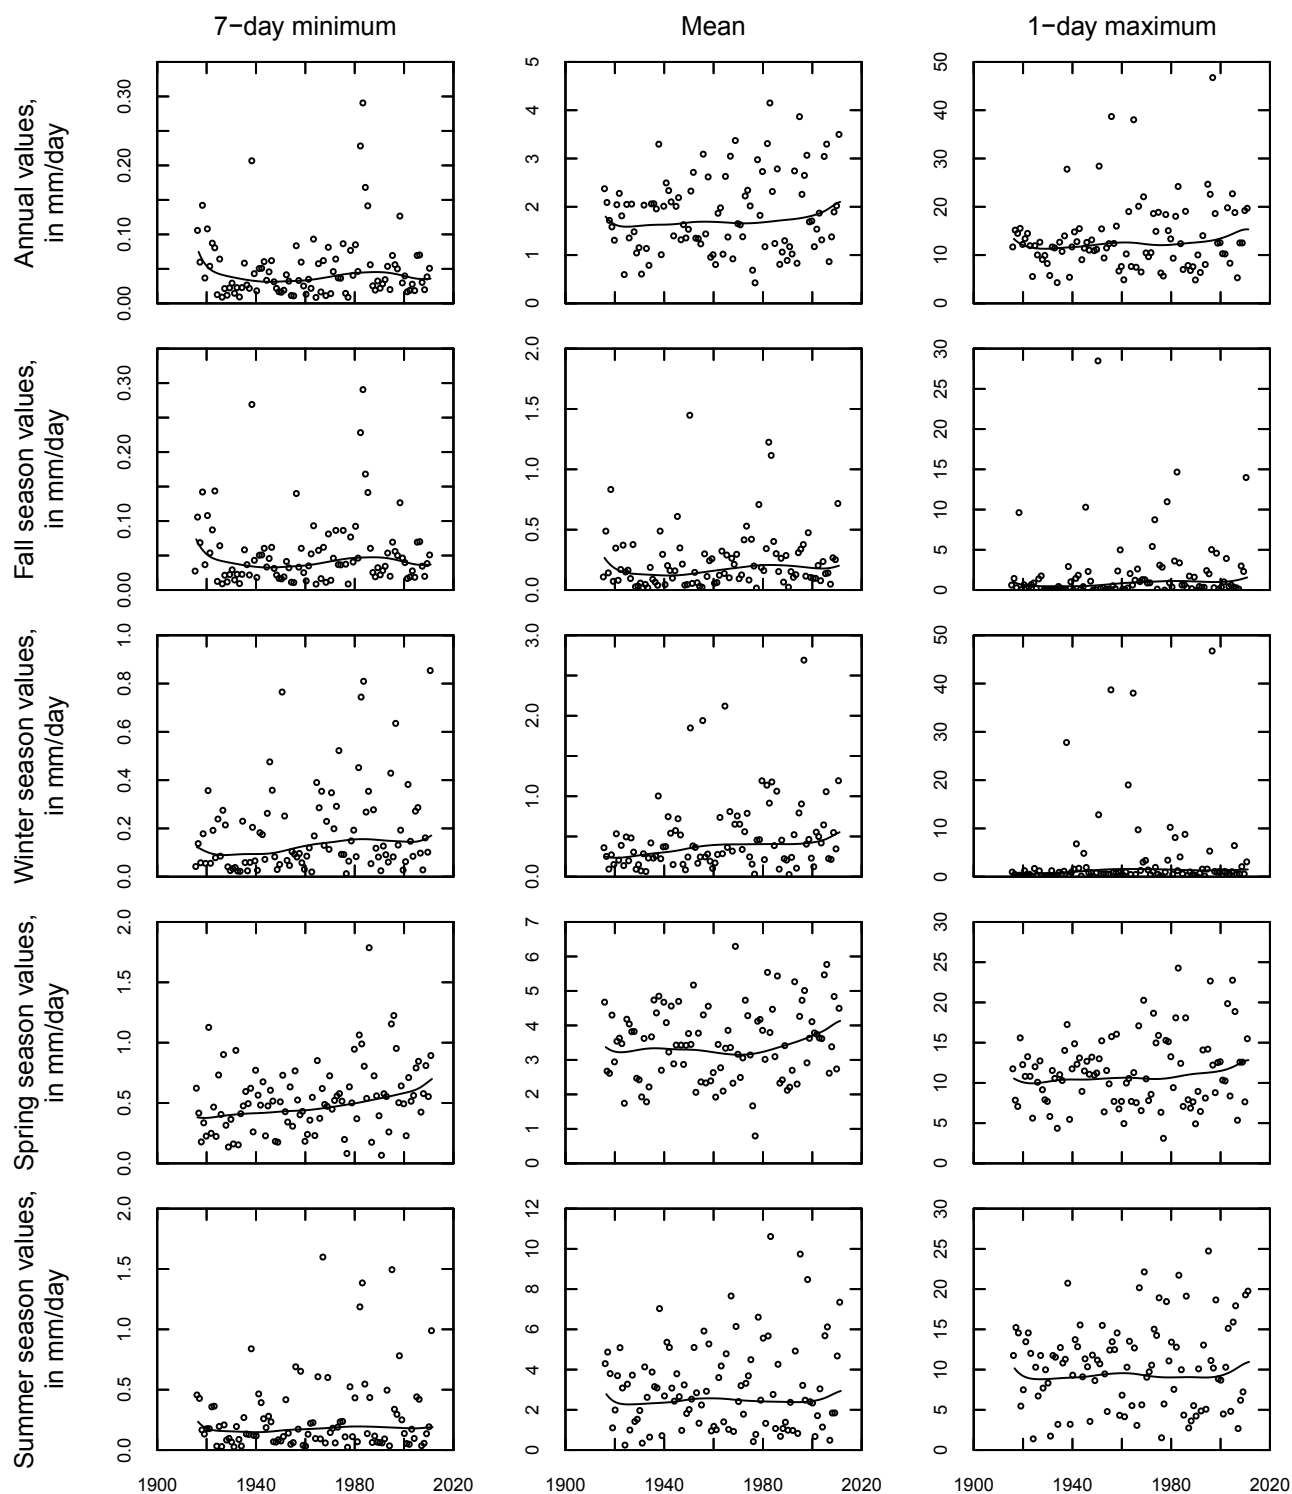 7−day minimum
Mean
1−day maximum
Annual values,
in mm/day
0.00 0.10 0.20 0.30
0 1 2 3 4 5
0 10 20 30 40 50
Fall season values,
in mm/day
0.00 0.10 0.20 0.30
0.0 0.5 1.0 1.5 2.0
0 5 10 15 20 25 30
Winter season values,
in mm/day
0.0 0.2 0.4 0.6 0.8 1.0
0.0 1.0 2.0 3.0
0 10 20 30 40 50
Spring season values,
in mm/day
0.0 0.5 1.0 1.5 2.0
0 1 2 3 4 5 6 7
0 5 10 15 20 25 30
Summer season values,
in mm/day
0.0 0.5 1.0 1.5 2.0
0 2 4 6 8 10 12
0 5 10 15 20 25 30
1900 1940 1980 2020
1900 1940 1980 2020
1900 1940 1980 2020